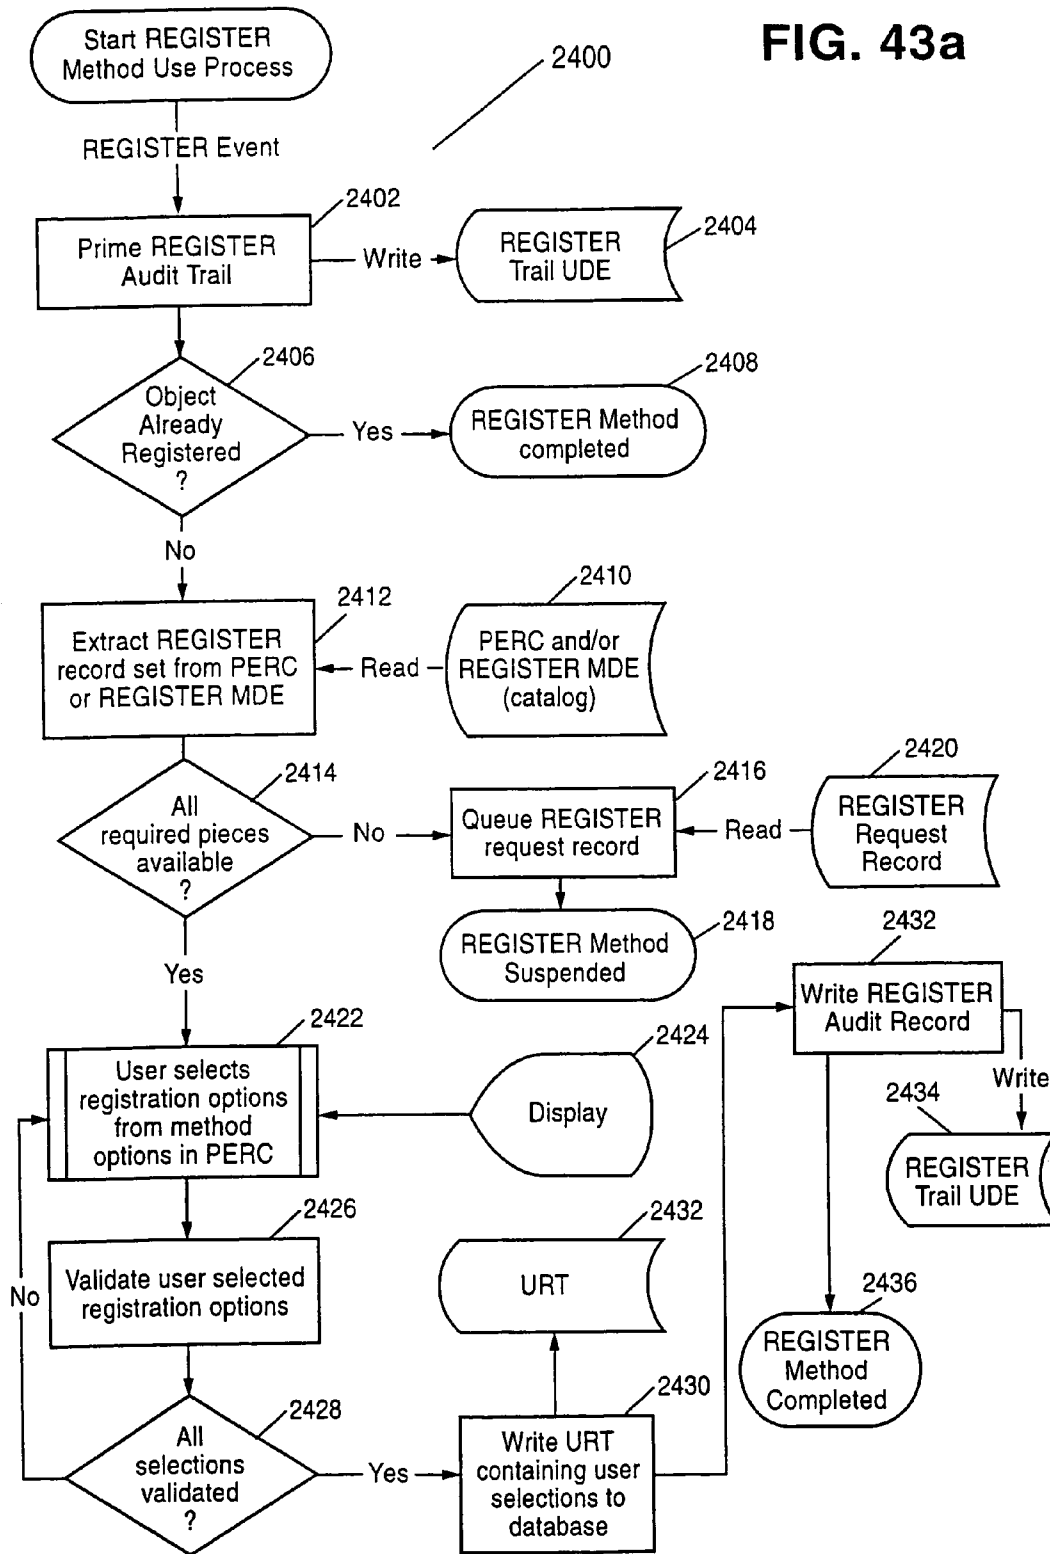 FIG. 43a
Start REGISTER
Method Use Process
2400
REGISTER Event
2402
Prime REGISTER
Audit Trail
Write
REGISTER
Trail UDE
2404
2406
Object
Already
Registered
?
Yes
2408
REGISTER Method
completed
No
2412
Extract REGISTER
record set from PERC
or REGISTER MDE
Read
2410
PERC and/or
REGISTER MDE
(catalog)
2414
All
required pieces
available
?
No
2416
Queue REGISTER
request record
Read
2420
REGISTER
Request
Record
2418
REGISTER Method
Suspended
Yes
2422
User selects
registration options
from method
options in PERC
2424
Display
2432
Write REGISTER
Audit Record
Write
2434
REGISTER
Trail UDE
2426
Validate user selected
registration options
No
2432
URT
2436
REGISTER
Method
Completed
2428
All
selections
validated
?
Yes
2430
Write URT
containing user
selections to
database